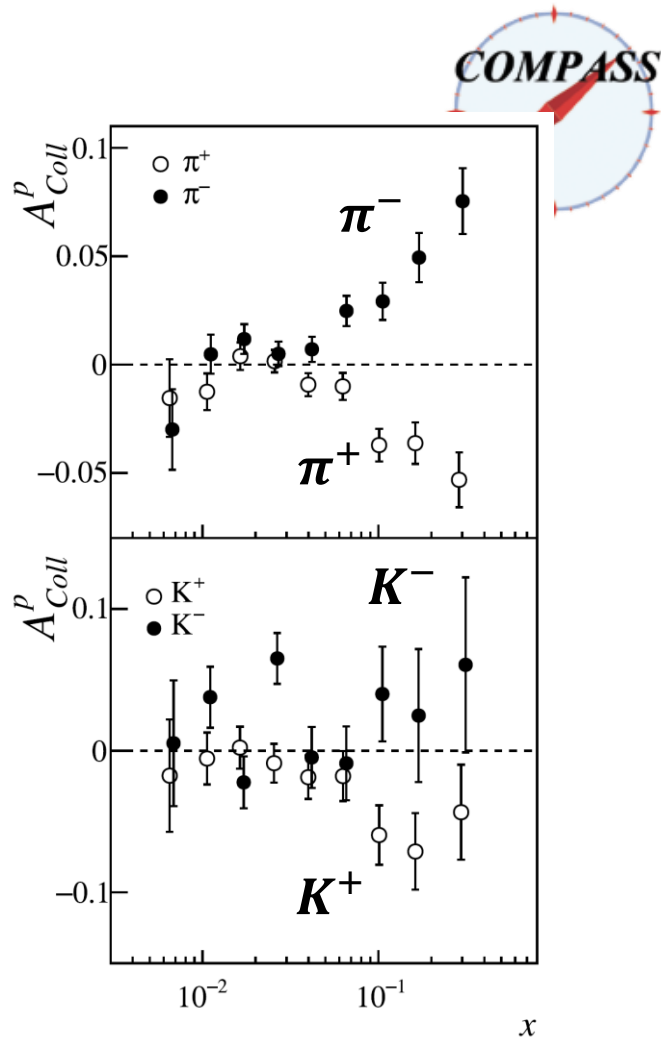 COMPASS
A^p_Coll
0.1
π⁺
π⁻
π⁻
0.05
0
−0.05
π⁺
A^p_Coll
K⁺
K⁻
K⁻
0.1
0
−0.1
K⁺
10⁻² 10⁻¹
x